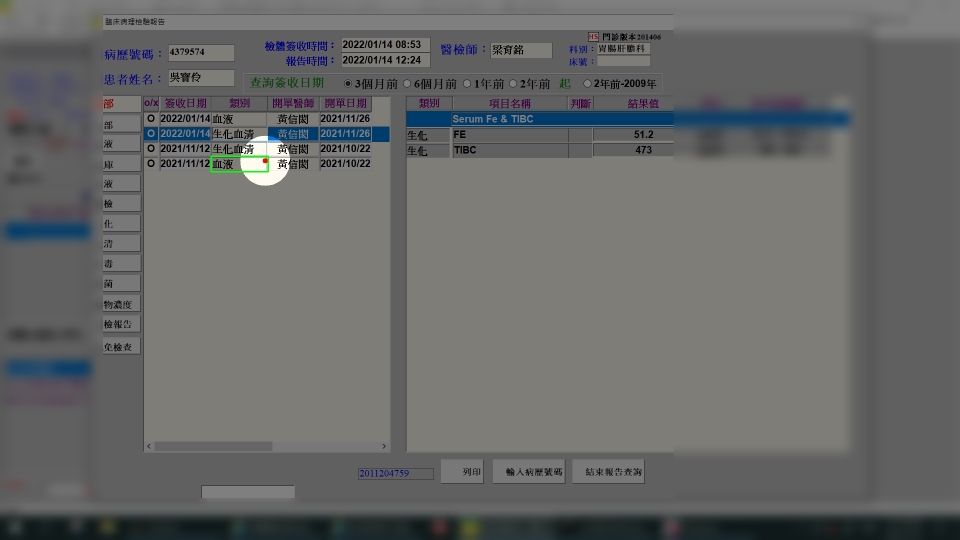 臨床病理檢驗報告
HS 門診版本201406
病歷號碼： 4379574 檢體簽收時間： 2022/01/14 08:53 醫檢師： 梁育銘 科別： 胃腸肝膽科
報告時間： 2022/01/14 12:24 床號：
患者姓名： 吳寶伶 查詢簽收日期 3個月前 6個月前 1年前 2年前 起 2年前-2009年
部 o/x 簽收日期 類別 開單醫師 開單日期 類別 項目名稱 判斷 結果值
O 2022/01/14 血液 黃信閎 2021/11/26 Serum Fe & TIBC
部 O 2022/01/14 生化血清 黃信閎 2021/11/26 生化 FE 51.2
液 O 2021/11/12 生化血清 黃信閎 2021/10/22 生化 TIBC 473
庫 O 2021/11/12 血液 黃信閎 2021/10/22
液
檢
化
清
毒
菌
物濃度
檢報告
免檢查
2011204759 列印 輸入病歷號碼 結束報告查詢